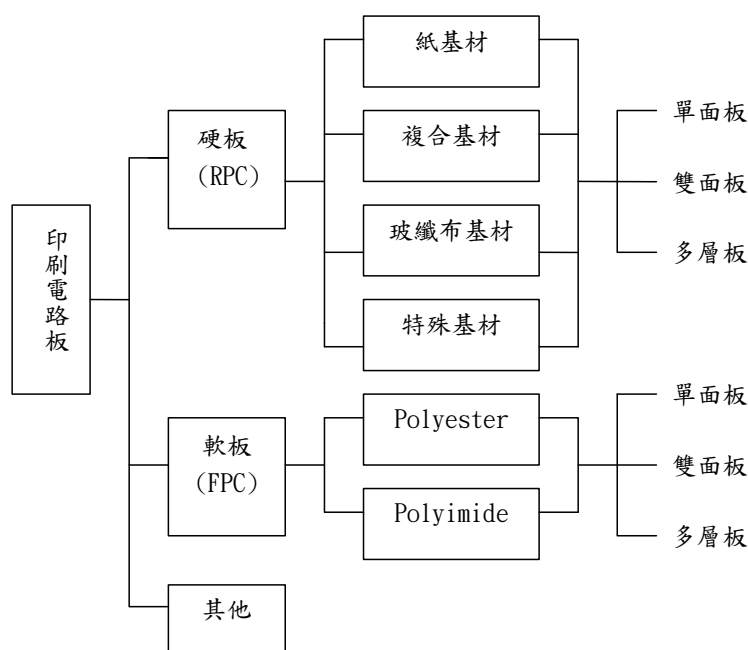 印刷電路板
硬板
(RPC)
紙基材
複合基材
玻纖布基材
特殊基材
單面板
雙面板
多層板
軟板
(FPC)
Polyester
Polyimide
單面板
雙面板
多層板
其他